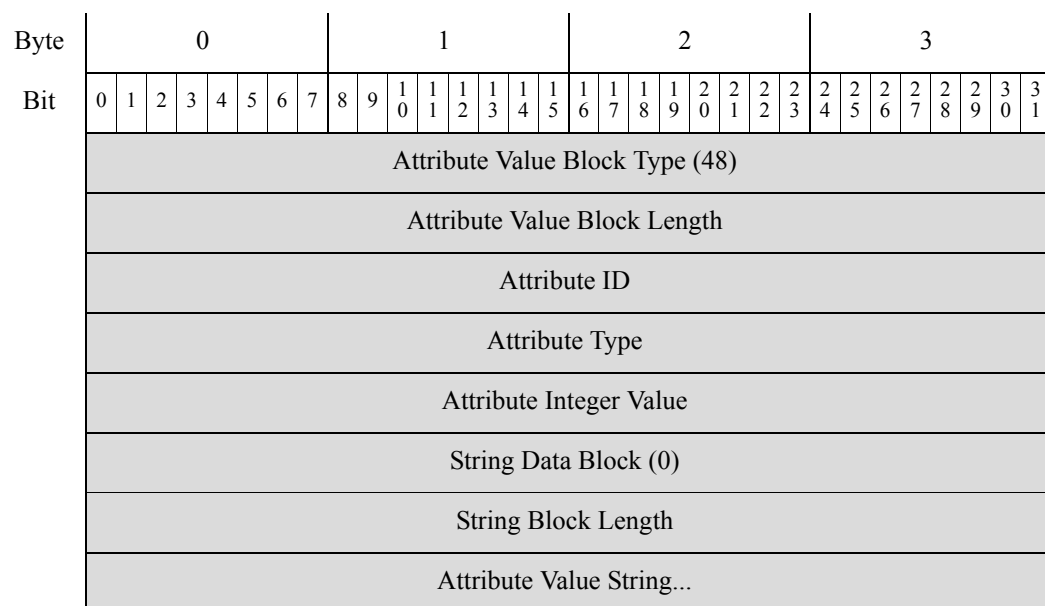 Byte 0 1 2 3
Bit 0 1 2 3 4 5 6 7 8 9 10 11 12 13 14 15 16 17 18 19 20 21 22 23 24 25 26 27 28 29 30 31
Attribute Value Block Type (48)
Attribute Value Block Length
Attribute ID
Attribute Type
Attribute Integer Value
String Data Block (0)
String Block Length
Attribute Value String...